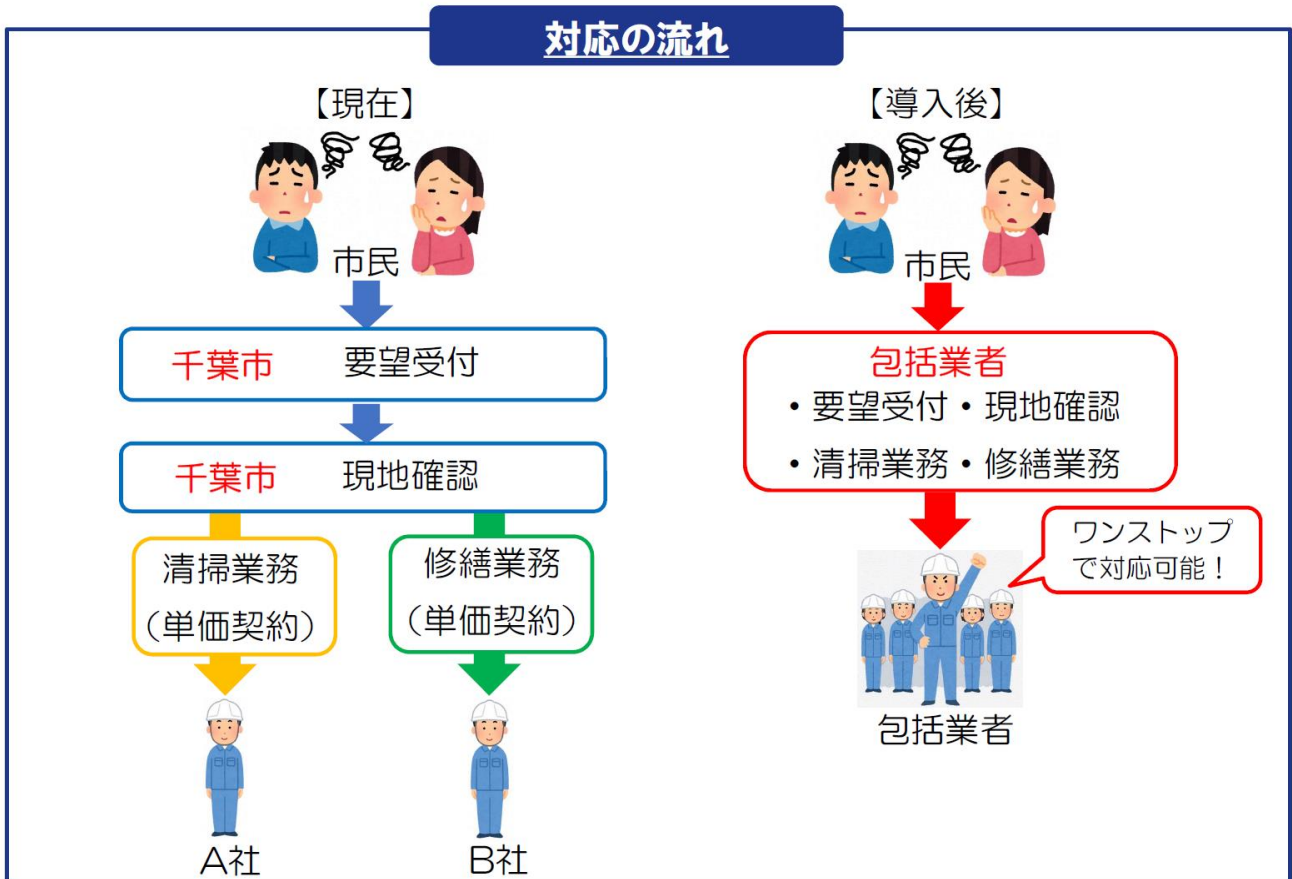 対応の流れ
【現在】
市民
千葉市 要望受付
千葉市 現地確認
清掃業務
（単価契約）
修繕業務
（単価契約）
A社
B社
【導入後】
市民
包括業者
・要望受付・現地確認
・清掃業務・修繕業務
ワンストップ
で対応可能！
包括業者